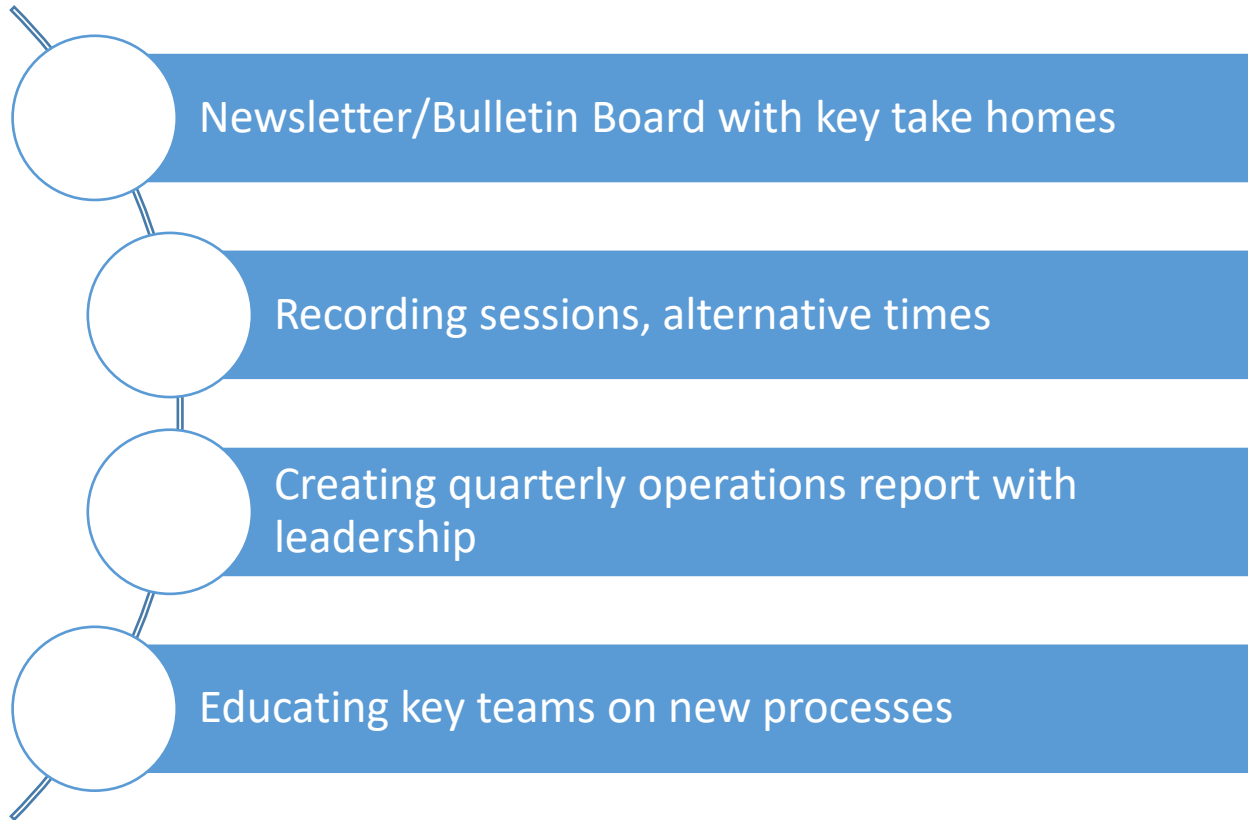 Newsletter/Bulletin Board with key take homes
Recording sessions, alternative times
Creating quarterly operations report with
leadership
Educating key teams on new processes